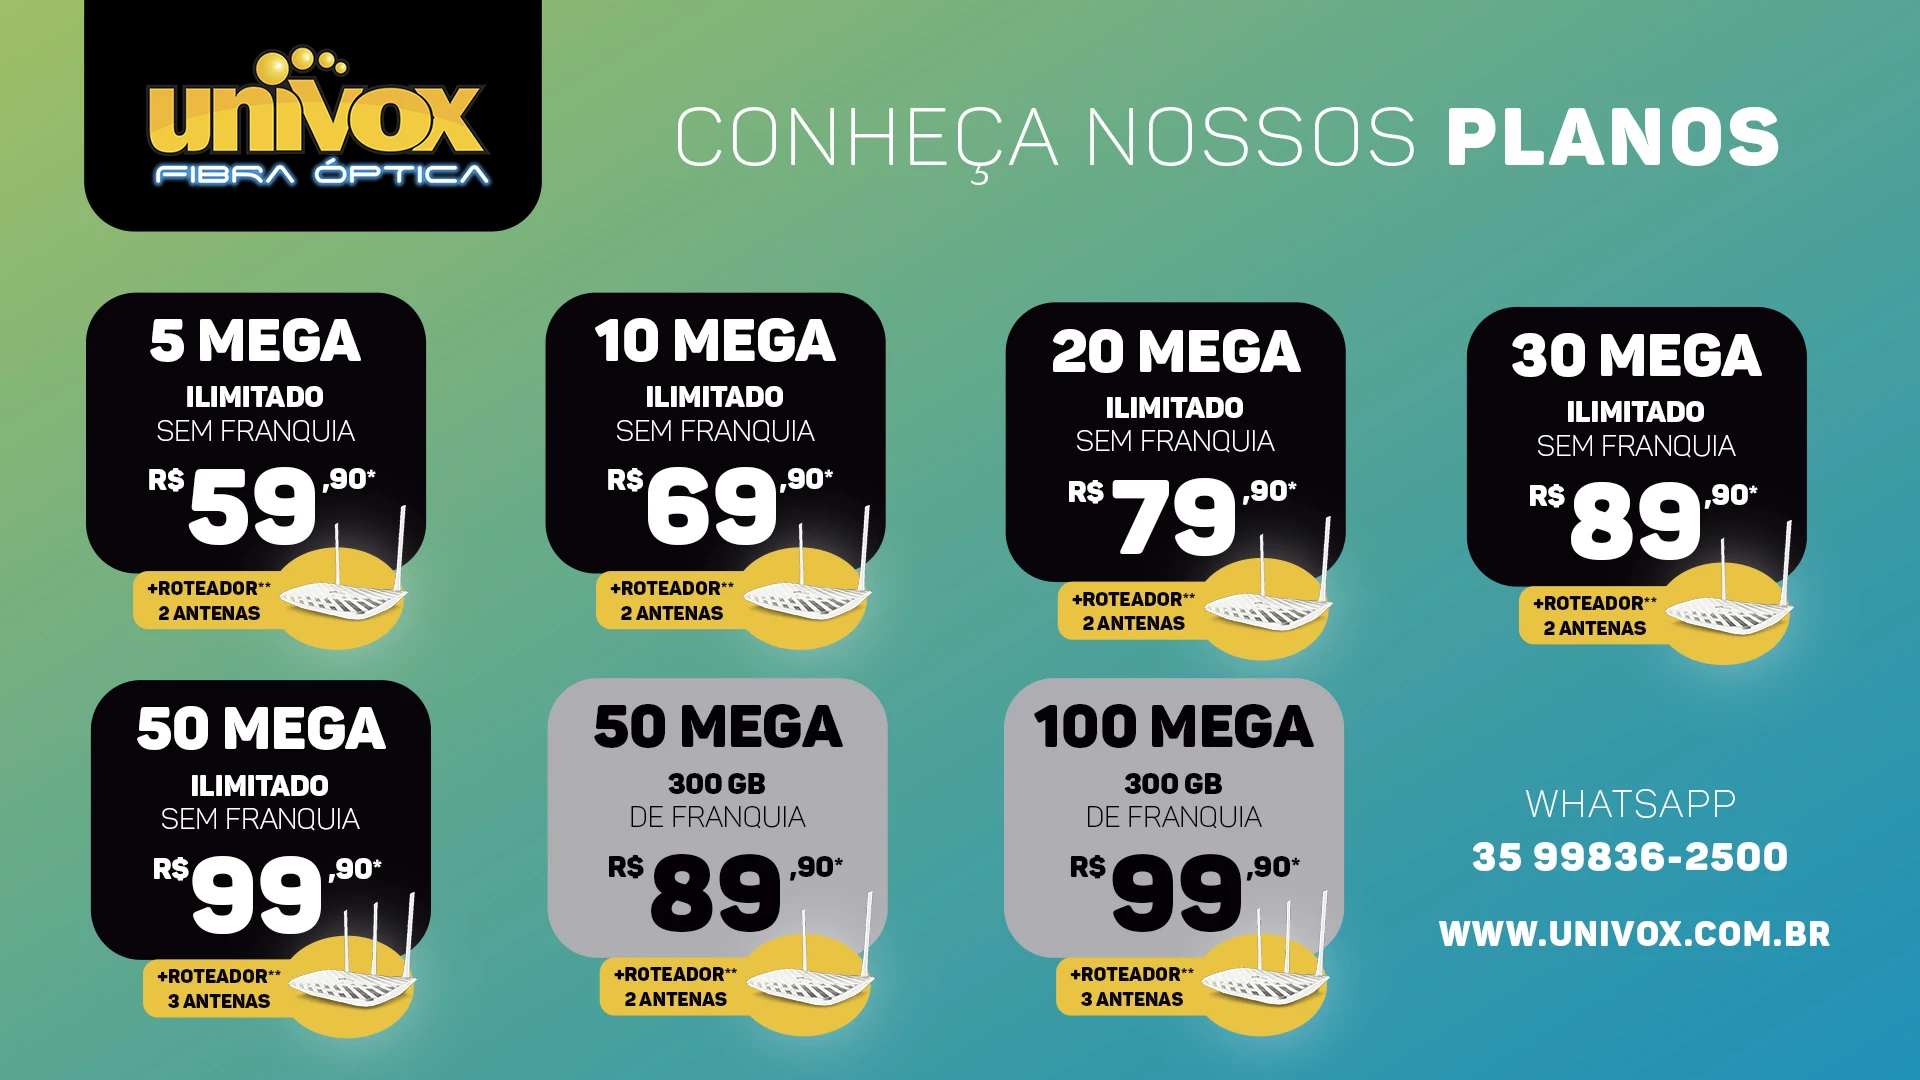 univox
FIBRA ÓPTICA
CONHEÇA NOSSOS PLANOS
5 MEGA
ILIMITADO
SEM FRANQUIA
R$ 59,90*
+ROTEADOR**
2 ANTENAS
10 MEGA
ILIMITADO
SEM FRANQUIA
R$ 69,90*
+ROTEADOR**
2 ANTENAS
20 MEGA
ILIMITADO
SEM FRANQUIA
R$ 79,90*
+ROTEADOR**
2 ANTENAS
30 MEGA
ILIMITADO
SEM FRANQUIA
R$ 89,90*
+ROTEADOR**
2 ANTENAS
50 MEGA
ILIMITADO
SEM FRANQUIA
R$ 99,90*
+ROTEADOR**
3 ANTENAS
50 MEGA
300 GB
DE FRANQUIA
R$ 89,90*
+ROTEADOR**
2 ANTENAS
100 MEGA
300 GB
DE FRANQUIA
R$ 99,90*
+ROTEADOR**
3 ANTENAS
WHATSAPP
35 99836-2500
WWW.UNIVOX.COM.BR